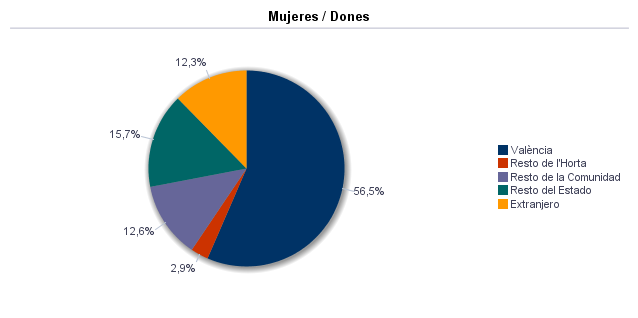 Mujeres / Dones
12,3%
15,7%
56,5%
12,6%
2,9%
València
Resto de l'Horta
Resto de la Comunidad
Resto del Estado
Extranjero